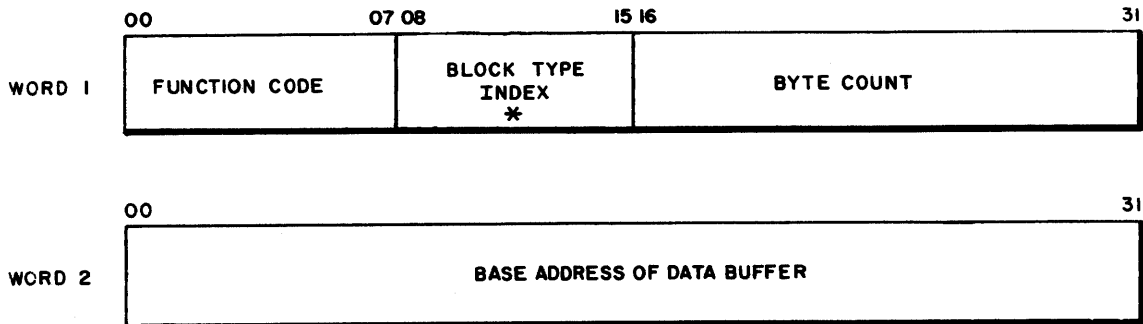 00 07 08 15 16 31
WORD 1 FUNCTION CODE BLOCK TYPE INDEX * BYTE COUNT
00 31
WORD 2 BASE ADDRESS OF DATA BUFFER